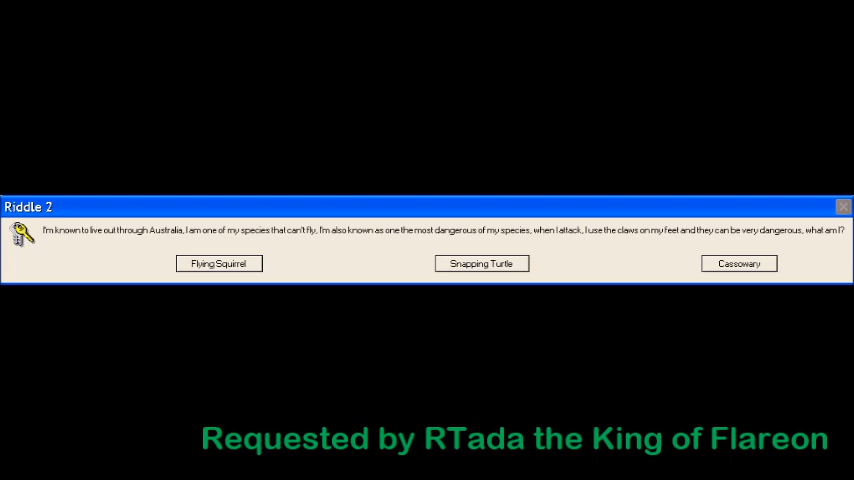 Riddle 2
I'm known to live out through Australia, I am one of my species that can't fly, I'm also known as one the most dangerous of my species, when I attack, I use the claws on my feet and they can be very dangerous, what am I?
Flying Squirrel Snapping Turtle Cassowary
Requested by RTada the King of Flareon